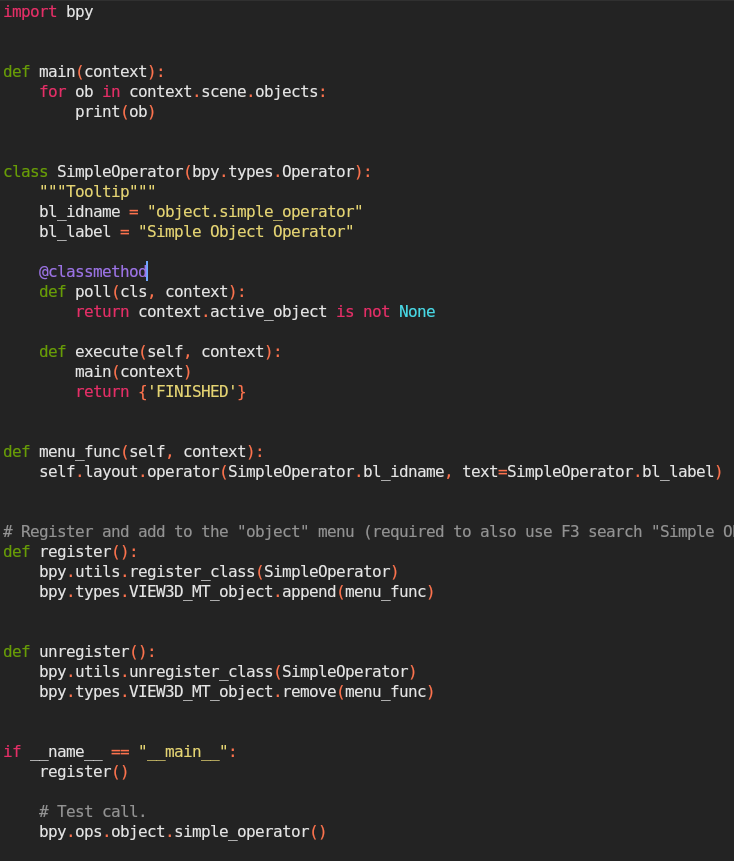 import bpy
def main(context):
    for ob in context.scene.objects:
        print(ob)
class SimpleOperator(bpy.types.Operator):
    """Tooltip"""
    bl_idname = "object.simple_operator"
    bl_label = "Simple Object Operator"
    @classmethod
    def poll(cls, context):
        return context.active_object is not None
    def execute(self, context):
        main(context)
        return {'FINISHED'}
def menu_func(self, context):
    self.layout.operator(SimpleOperator.bl_idname, text=SimpleOperator.bl_label)
# Register and add to the "object" menu (required to also use F3 search "Simple
def register():
    bpy.utils.register_class(SimpleOperator)
    bpy.types.VIEW3D_MT_object.append(menu_func)
def unregister():
    bpy.utils.unregister_class(SimpleOperator)
    bpy.types.VIEW3D_MT_object.remove(menu_func)
if __name__ == "__main__":
    register()
    # Test call.
    bpy.ops.object.simple_operator()